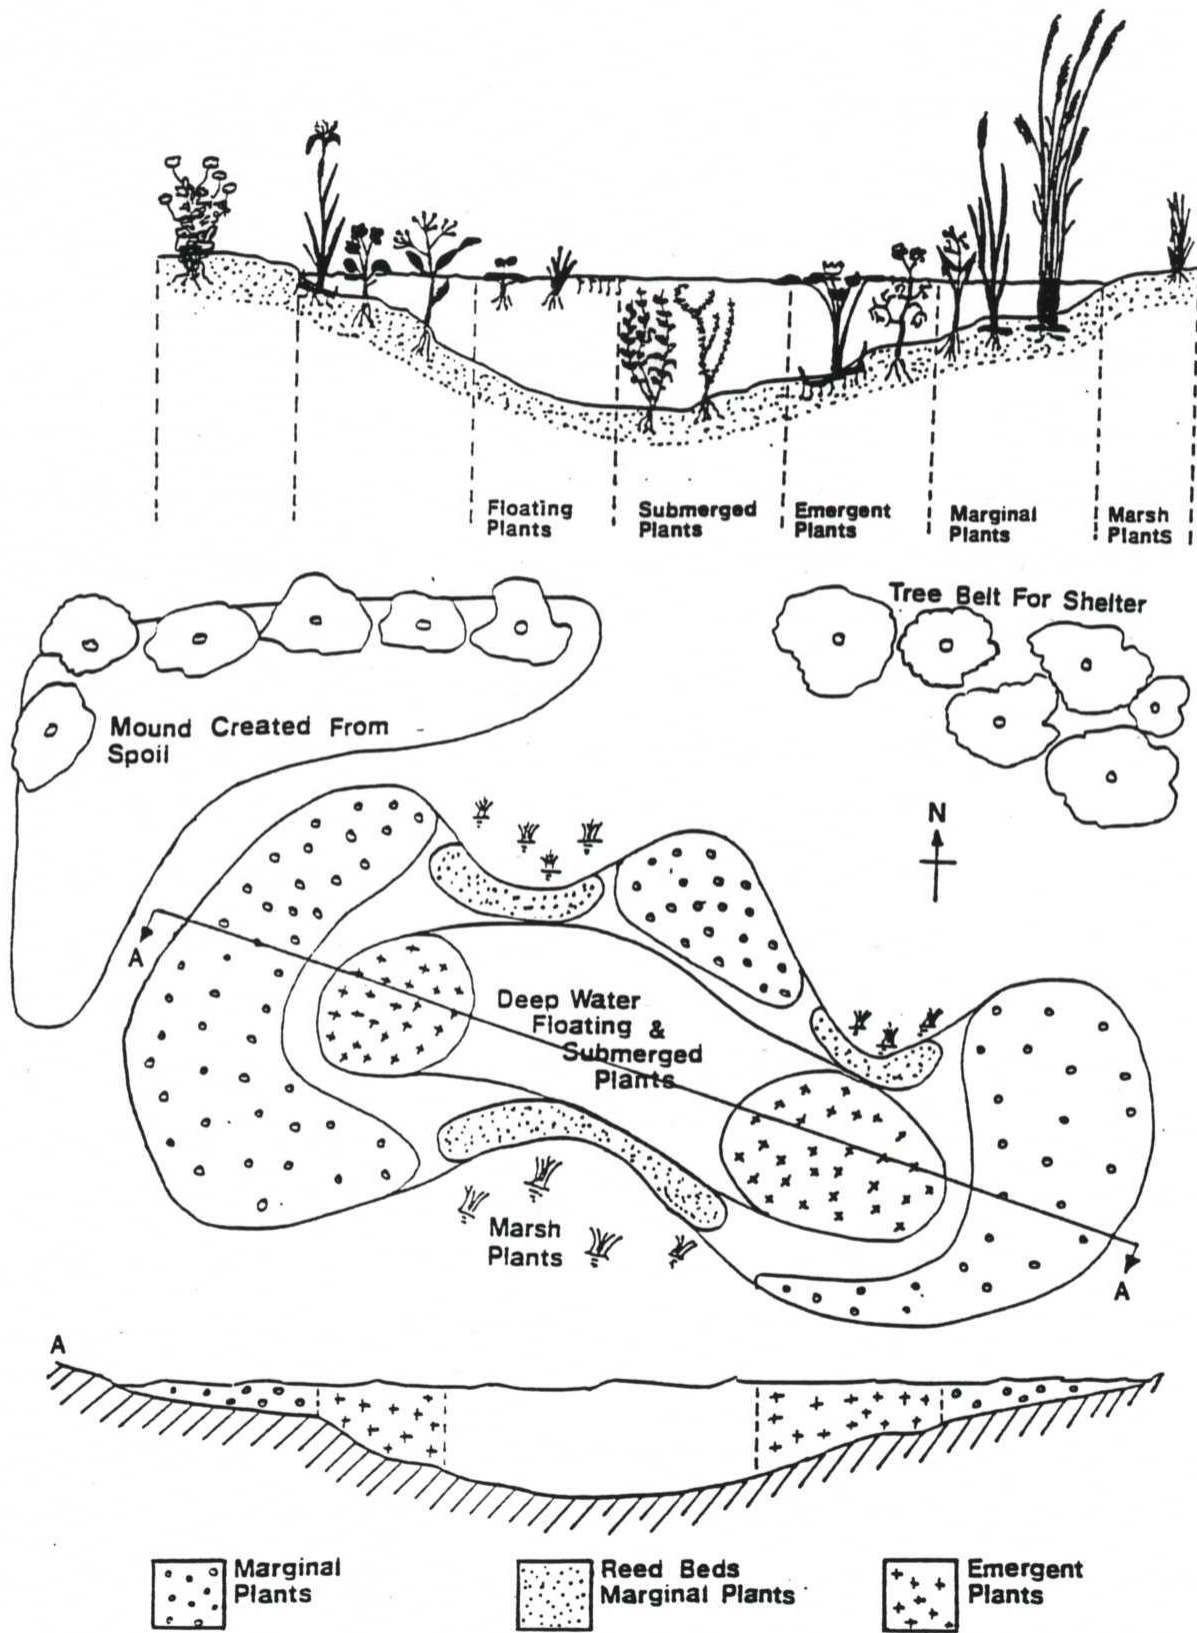 Floating
Plants
Submerged
Plants
Emergent
Plants
Marginal
Plants
Marsh
Plants
Tree Belt For Shelter
Mound Created From
Spoil
N
A
Deep Water
Floating &
Submerged
Plants
Marsh
Plants
A
A
Marginal
Plants
Reed Beds
Marginal Plants
Emergent
Plants